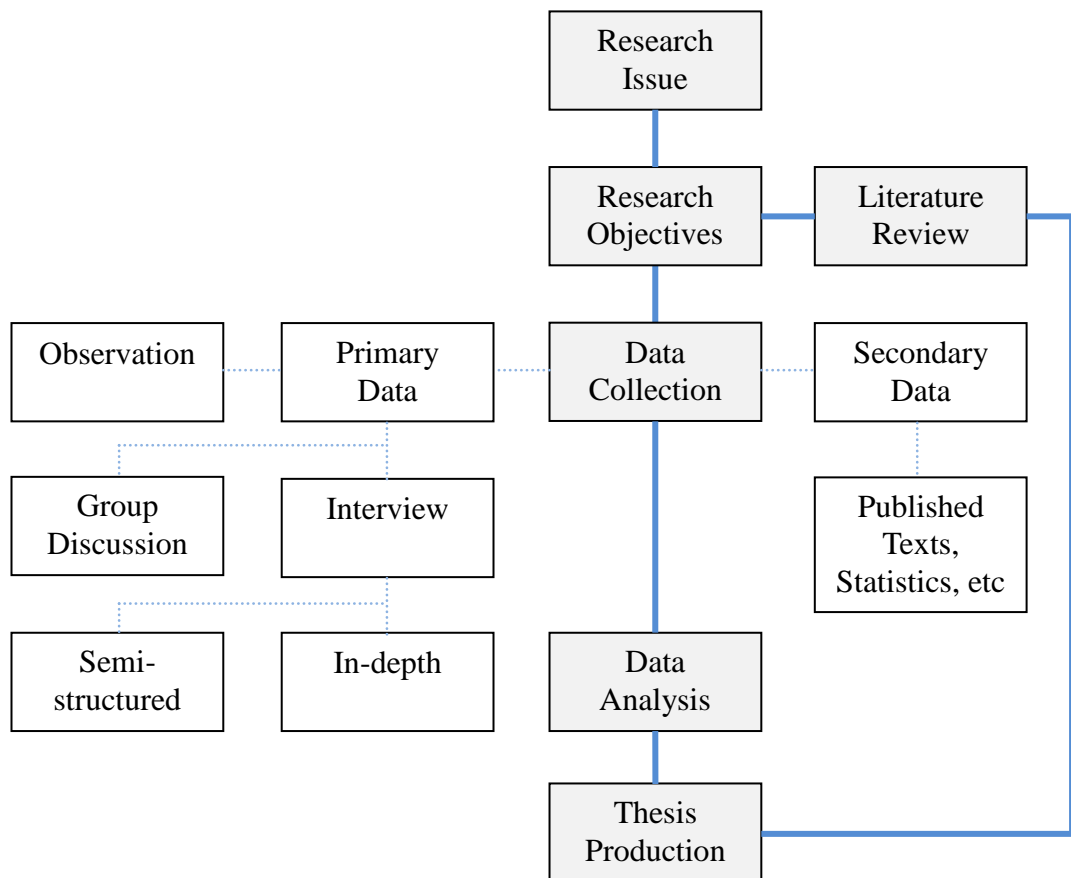 Research
Issue
Research
Objectives
Literature
Review
Observation
Primary
Data
Data
Collection
Secondary
Data
Group
Discussion
Interview
Published
Texts,
Statistics, etc
Semi-
structured
In-depth
Data
Analysis
Thesis
Production